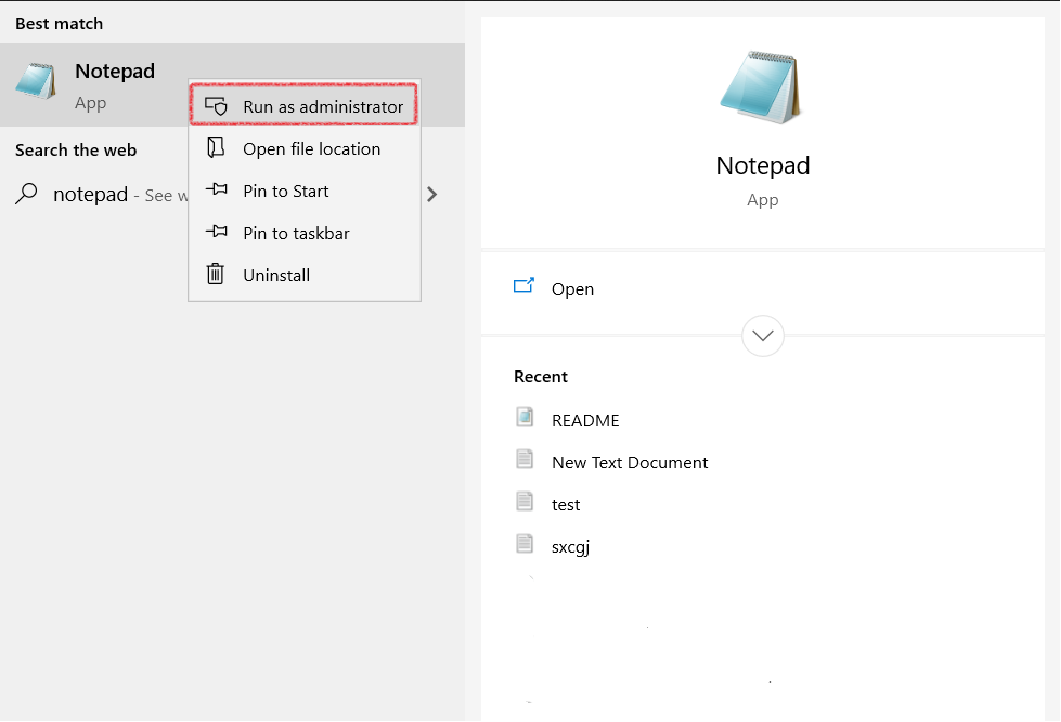 Best match
Notepad
App
Run as administrator
Open file location
Search the web
notepad - See w
Pin to Start
Pin to taskbar
Uninstall
Notepad
App
Open
Recent
README
New Text Document
test
sxcgj